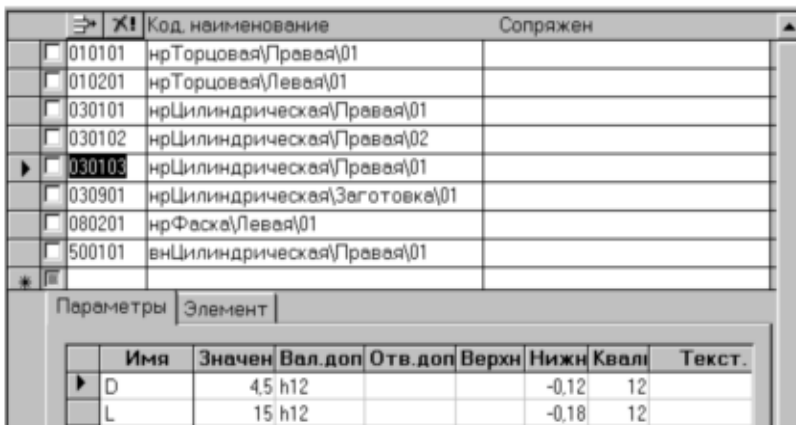 Код, наименование Сопряжен
010101 нрТорцовая\Правая\01
010201 нрТорцовая\Левая\01
030101 нрЦилиндрическая\Правая\01
030102 нрЦилиндрическая\Правая\02
030103 нрЦилиндрическая\Правая\01
030901 нрЦилиндрическая\Заготовка\01
080201 нрФаска\Левая\01
500101 внЦилиндрическая\Правая\01
Параметры Элемент
Имя Значен Вал.доп Отв.доп Верхн Нижн Квали Текст.
D 4,5 h12 -0,12 12
L 15 h12 -0,18 12